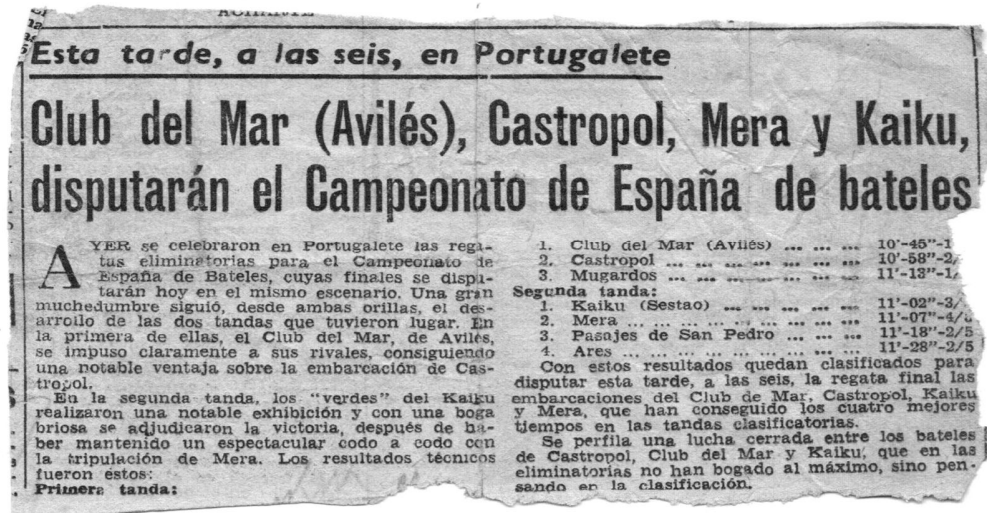 Esta tarde, a las seis, en Portugalete
Club del Mar (Avilés), Castropol, Mera y Kaiku,
disputarán el Campeonato de España de bateles
AYER se celebraron en Portugalete las rega-
tas eliminatorias para el Campeonato de
España de Bateles, cuyas finales se dispu-
tarán hoy en el mismo escenario. Una gran
muchedumbre siguió, desde ambas orillas, el des-
arrollo de las dos tandas que tuvieron lugar. En
la primera de ellas, el Club del Mar, de Avilés,
se impuso claramente a sus rivales, consiguiendo
una notable ventaja sobre la embarcación de Cas-
tropol.
En la segunda tanda, los "verdes" del Kaiku
realizaron una notable exhibición y con una boga
briosa se adjudicaron la victoria, después de ha-
ber mantenido un espectacular codo a codo con
la tripulación de Mera. Los resultados técnicos
fueron estos:
Primera tanda:
1. Club del Mar (Avilés) ... ... ... 10'-45"-1
2. Castropol ... ... ... ... ... ... 10'-58"-2/
3. Mugardos ... ... ... ... ... ... 11'-13"-1/
Segunda tanda:
1. Kaiku (Sestao) ... ... ... ... 11'-02"-3/
2. Mera ... ... ... ... ... ... ... 11'-07"-4/
3. Pasajes de San Pedro ... ... ... 11'-18"-2/5
4. Ares ... ... ... ... ... ... ... 11'-28"-2/5
Con estos resultados quedan clasificados para
disputar esta tarde, a las seis, la regata final las
embarcaciones del Club de Mar, Castropol, Kaiku
y Mera, que han conseguido los cuatro mejores
tiempos en las tandas clasificatorias.
Se perfila una lucha cerrada entre los bateles
de Castropol, Club del Mar y Kaiku, que en las
eliminatorias no han bogado al máximo, sino pen-
sando en la clasificación.